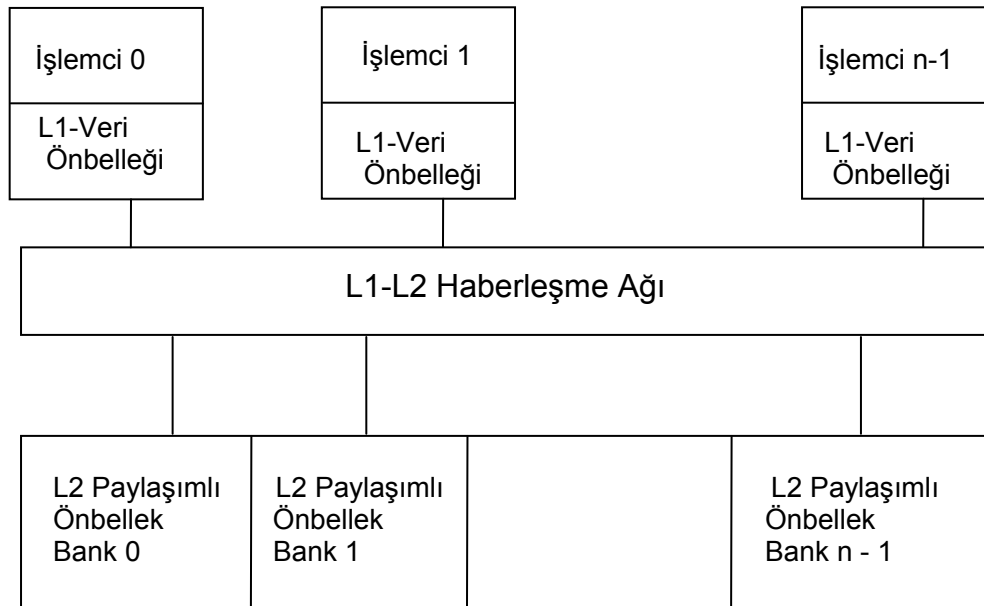 İşlemci 0
L1-Veri
Önbelleği
İşlemci 1
L1-Veri
Önbelleği
İşlemci n-1
L1-Veri
Önbelleği
L1-L2 Haberleşme Ağı
L2 Paylaşımlı
Önbellek
Bank 0
L2 Paylaşımlı
Önbellek
Bank 1
L2 Paylaşımlı
Önbellek
Bank n - 1